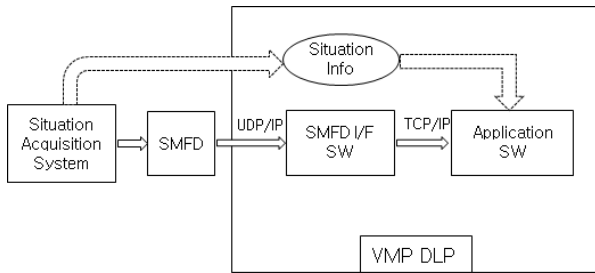 Situation
Info
Situation
Acquisition
System
SMFD
UDP/IP
SMFD I/F
SW
TCP/IP
Application
SW
VMP DLP